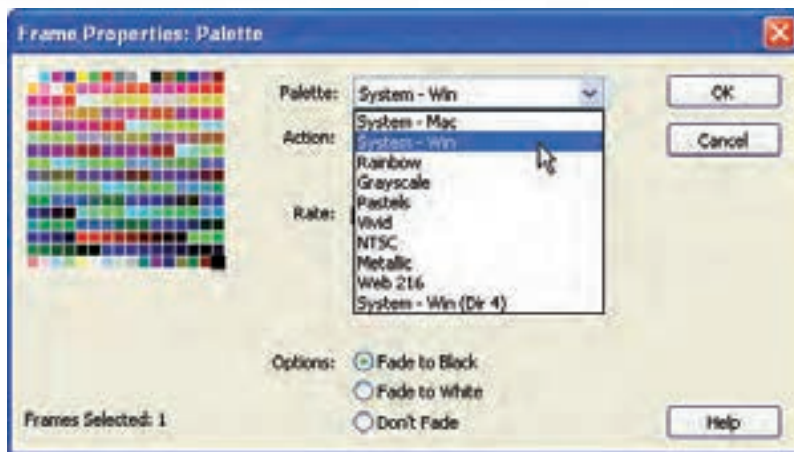 Frame Properties: Palette
Palette: System - Win
OK
System - Mac
Action:
System - Win
Cancel
Rainbow
Grayscale
Pastels
Rate:
Vivid
NTSC
Metallic
Web 216
System - Win (Dir 4)
Options: Fade to Black
Fade to White
Frames Selected: 1
Don't Fade
Help